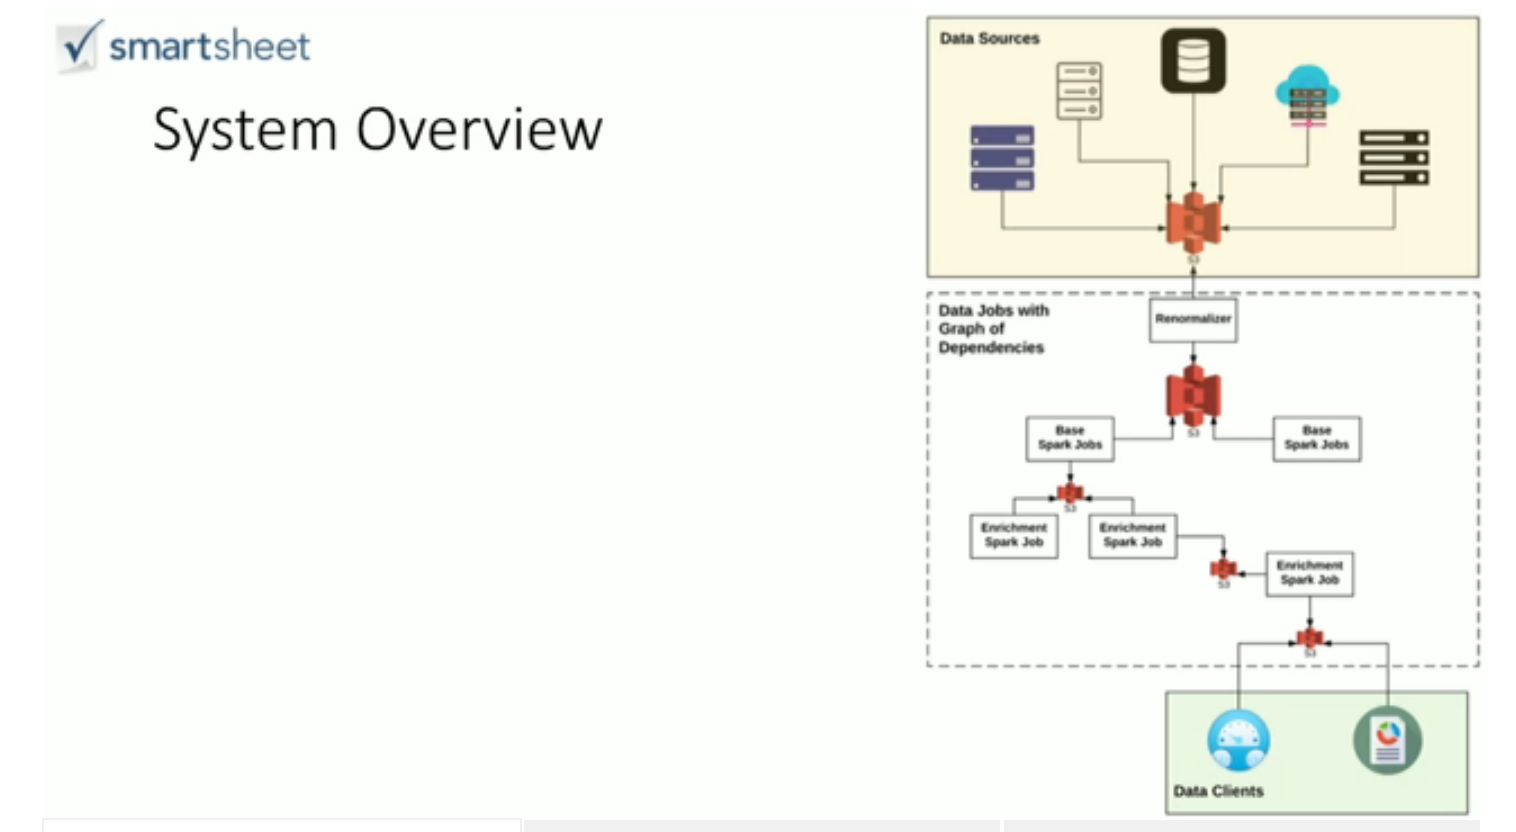 smartsheet
System Overview
Data Sources
S3
Data Jobs with
Graph of
Dependencies
Renormalizer
S3
Base
Spark Jobs
Base
Spark Jobs
S3
Enrichment
Spark Job
Enrichment
Spark Job
S3
Enrichment
Spark Job
S3
Data Clients